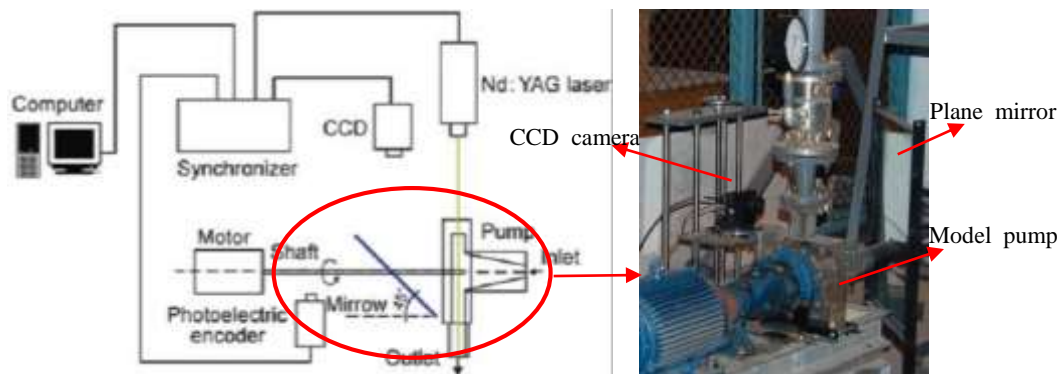 Computer
Synchronizer
CCD
Nd: YAG laser
Motor
Shaft
Pump
Inlet
Mirrow
45
Photoelectric
encoder
Outlet
CCD camera
Plane mirror
Model pump